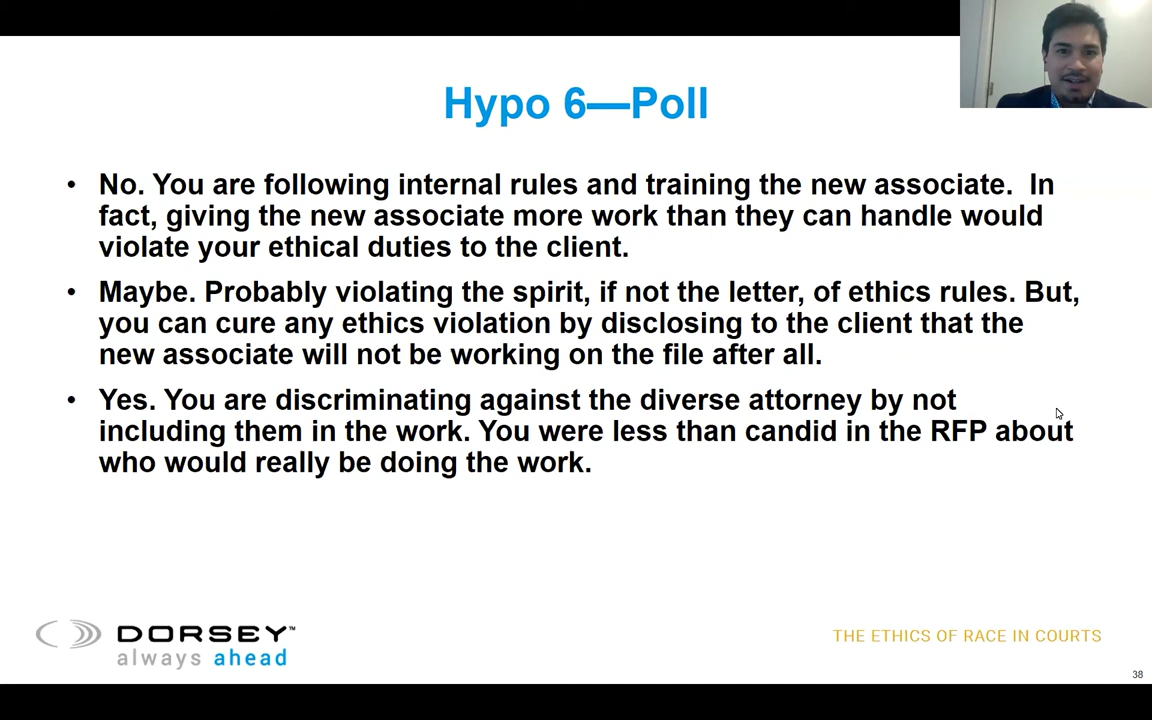 Hypo 6—Poll
• No. You are following internal rules and training the new associate.  In
fact, giving the new associate more work than they can handle would
violate your ethical duties to the client.
• Maybe. Probably violating the spirit, if not the letter, of ethics rules. But,
you can cure any ethics violation by disclosing to the client that the
new associate will not be working on the file after all.
• Yes. You are discriminating against the diverse attorney by not
including them in the work. You were less than candid in the RFP about
who would really be doing the work.
DORSEY™
always ahead
THE ETHICS OF RACE IN COURTS
38